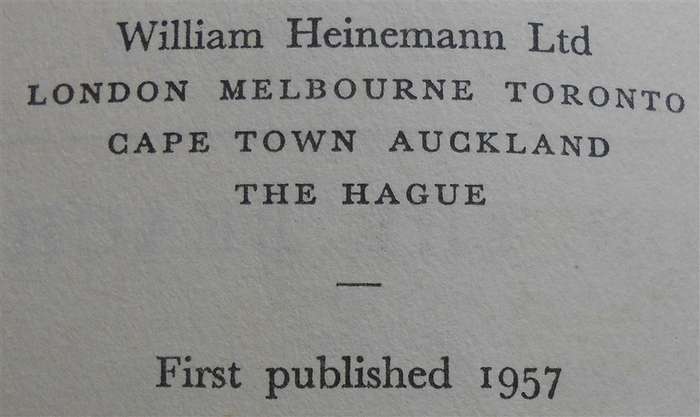 William Heinemann Ltd
LONDON MELBOURNE TORONTO
CAPE TOWN AUCKLAND
THE HAGUE
First published 1957